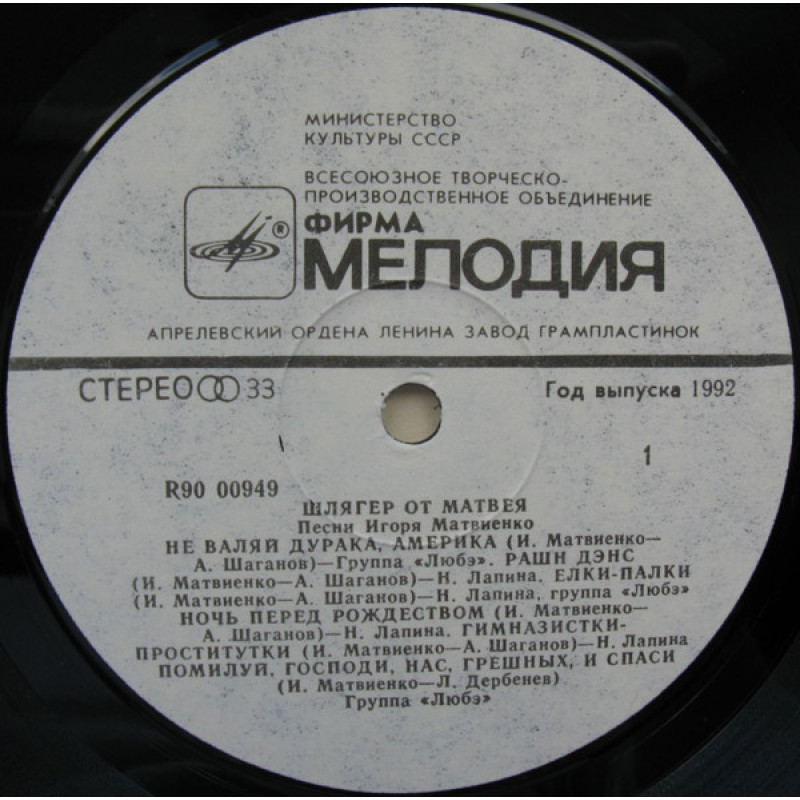 МИНИСТЕРСТВО
КУЛЬТУРЫ СССР
ВСЕСОЮЗНОЕ ТВОРЧЕСКО-
ПРОИЗВОДСТВЕННОЕ ОБЪЕДИНЕНИЕ
ФИРМА
®
МЕЛОДИЯ
АПРЕЛЕВСКИЙ ОРДЕНА ЛЕНИНА ЗАВОД ГРАМПЛАСТИНОК
СТЕРЕО 33
Год выпуска 1992
1
R90 00949
ШЛЯГЕР ОТ МАТВЕЯ
Песни Игоря Матвиенко
НЕ ВАЛЯЙ ДУРАКА, АМЕРИКА (И. Матвиенко—
А. Шаганов)—Группа «Любэ». РАШН ДЭНС
(И. Матвиенко—А. Шаганов)—Н. Лапина. ЕЛКИ-ПАЛКИ
(И. Матвиенко—А. Шаганов)—Н. Лапина, группа «Любэ»
НОЧЬ ПЕРЕД РОЖДЕСТВОМ (И. Матвиенко—
А. Шаганов)—Н. Лапина. ГИМНАЗИСТКИ-
ПРОСТИТУТКИ (И. Матвиенко—А. Шаганов)—Н. Лапина
ПОМИЛУЙ, ГОСПОДИ, НАС, ГРЕШНЫХ, И СПАСИ
(И. Матвиенко—Л. Дербенев)
Группа «Любэ»